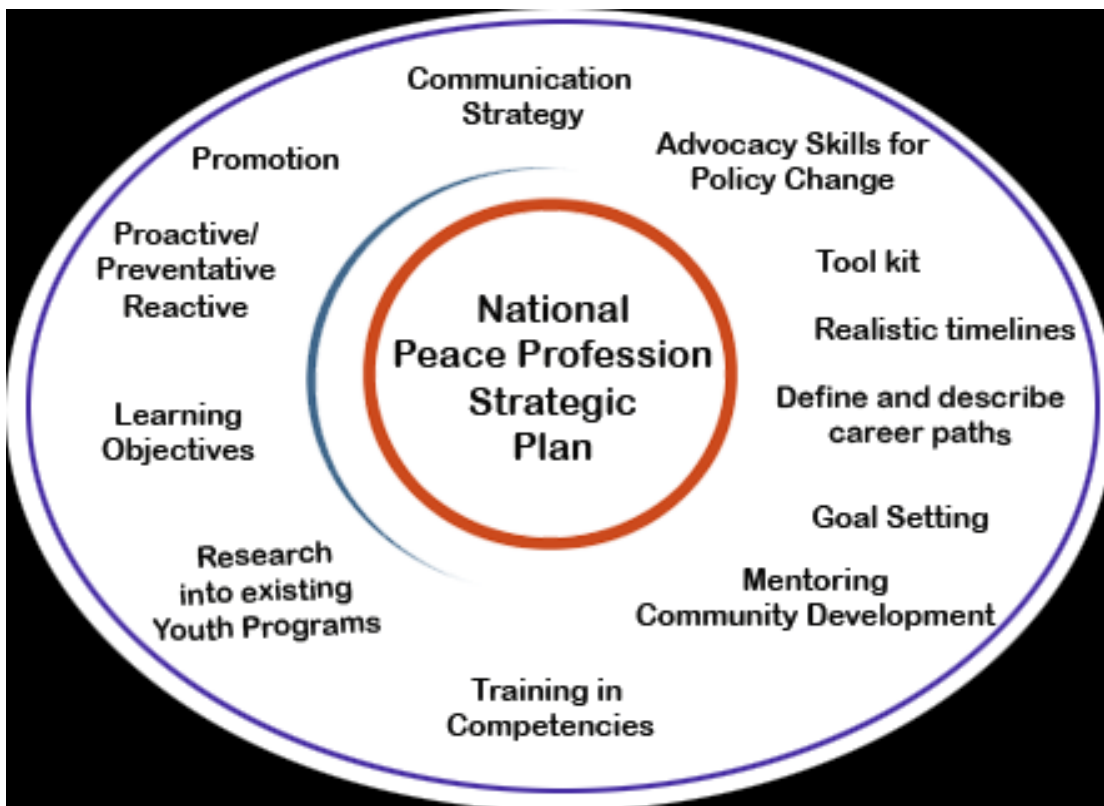 Communication
Strategy
Advocacy Skills for
Policy Change
Tool kit
Realistic timelines
Define and describe
career paths
Goal Setting
Mentoring
Community Development
Training in
Competencies
Research
into existing
Youth Programs
Learning
Objectives
Proactive/
Preventative
Reactive
Promotion
National
Peace Profession
Strategic
Plan